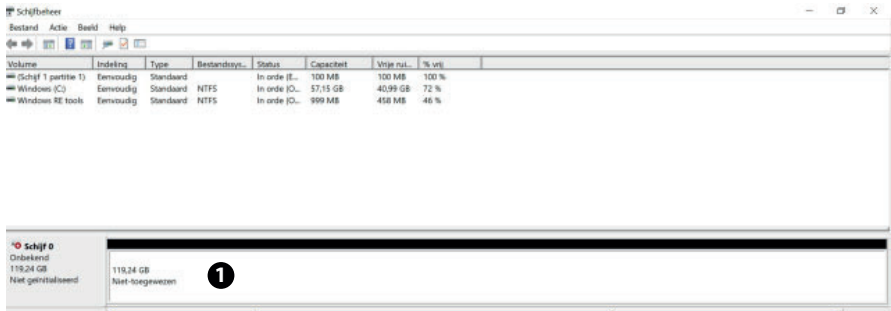 Schijfbeheer
Bestand Actie Beeld Help
Volume Indeling Type Bestandssys... Status Capaciteit Vrije rui... % vrij
(Schijf 1 partitie 1) Eenvoudig Standaard In orde (E... 100 MB 100 MB 100 %
Windows (C:) Eenvoudig Standaard NTFS In orde (O... 57,15 GB 40,99 GB 72 %
Windows RE tools Eenvoudig Standaard NTFS In orde (O... 999 MB 458 MB 46 %
Schijf 0
Onbekend
119,24 GB
Niet geïnitialiseerd
119,24 GB
Niet-toegewezen
1